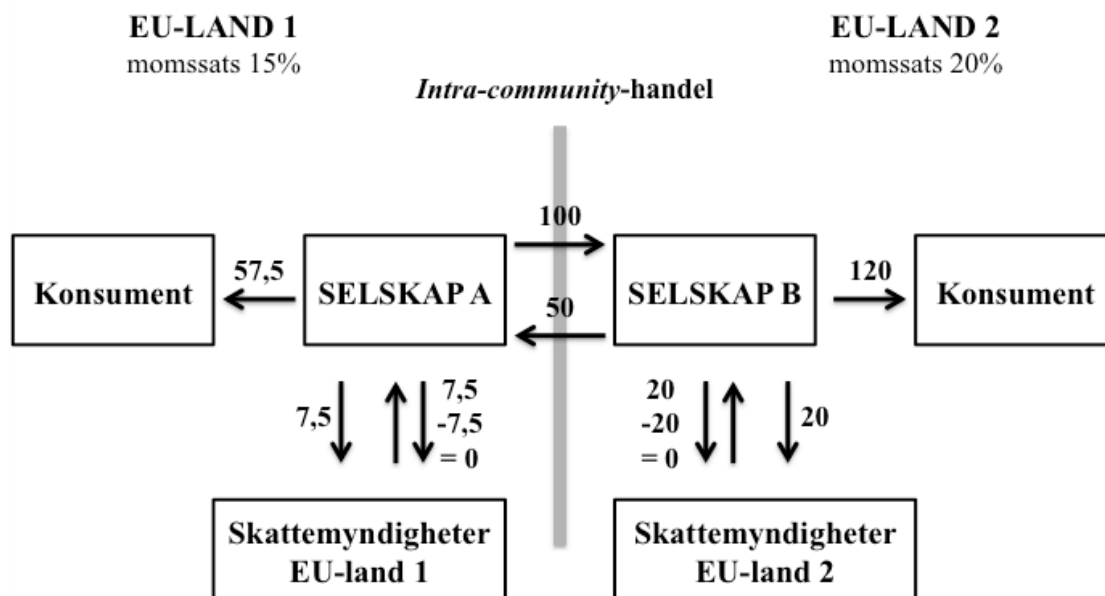 EU-LAND 1
momssats 15%
EU-LAND 2
momssats 20%
Intra-community-handel
Konsument
57,5
SELSKAP A
100
50
SELSKAP B
120
Konsument
7,5
7,5
-7,5
= 0
20
-20
= 0
20
Skattemyndigheter
EU-land 1
Skattemyndigheter
EU-land 2